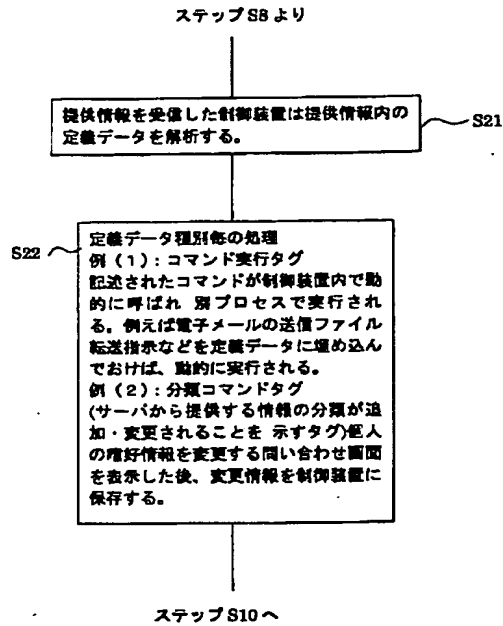 ステップS8より
提供情報を受信した制御装置は提供情報内の
定義データを解析する。
S21
S22
定義データ種別毎の処理
例(1):コマンド実行タグ
記述されたコマンドが制御装置内で動
的に呼ばれ 別プロセスで実行され
る。例えば電子メールの送信ファイル
転送指示などを定義データに埋め込ん
でおけば、動的に実行される。
例(2):分類コマンドタグ
(サーバから提供する情報の分類が追
加・変更されることを 示すタグ)個人
の嗜好情報を変更する問い合わせ画面
を表示した後、変更情報を制御装置に
保存する。
ステップS10へ